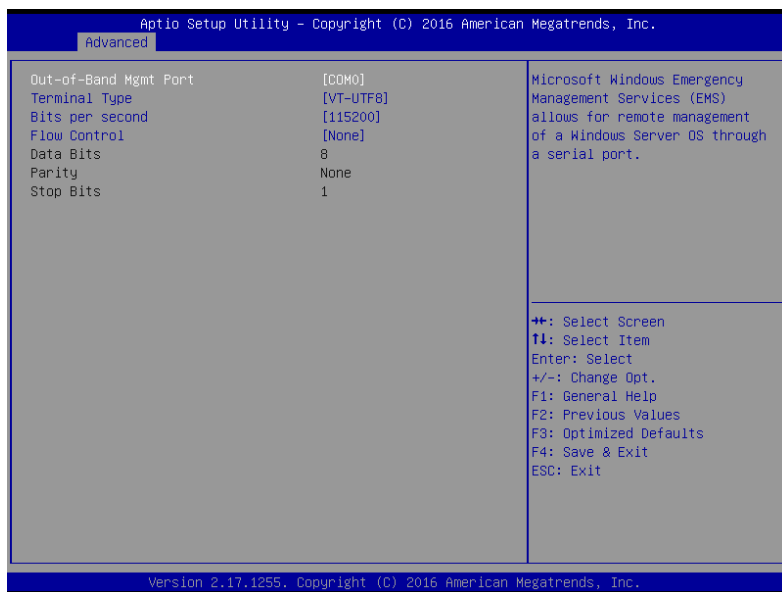 Aptio Setup Utility – Copyright (C) 2016 American Megatrends, Inc.
Advanced
Out-of-Band Mgmt Port [COM0]
Terminal Type [VT-UTF8]
Bits per second [115200]
Flow Control [None]
Data Bits 8
Parity None
Stop Bits 1
Microsoft Windows Emergency
Management Services (EMS)
allows for remote management
of a Windows Server OS through
a serial port.
→←: Select Screen
↑↓: Select Item
Enter: Select
+/-: Change Opt.
F1: General Help
F2: Previous Values
F3: Optimized Defaults
F4: Save & Exit
ESC: Exit
Version 2.17.1255. Copyright (C) 2016 American Megatrends, Inc.